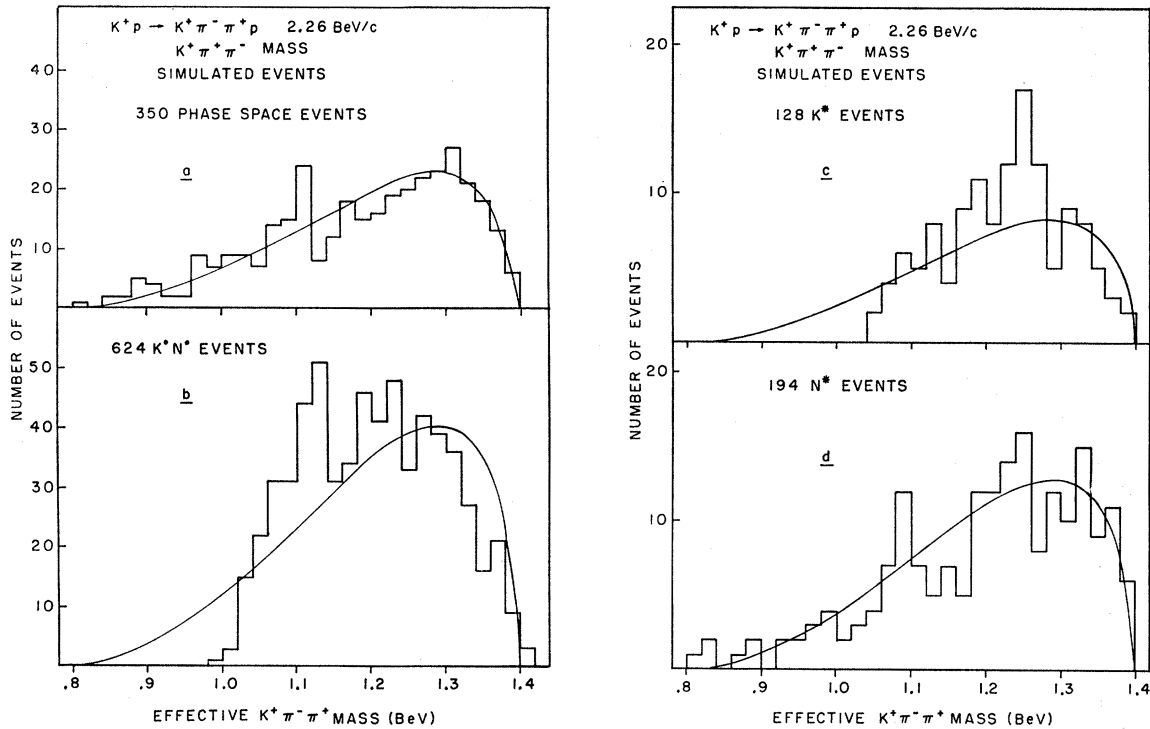 K⁺p → K⁺π⁻π⁺p 2.26 BeV/c
K⁺π⁺π⁻ MASS
SIMULATED EVENTS
350 PHASE SPACE EVENTS
a
40
30
20
10
624 K*N* EVENTS
b
50
40
30
20
10
.8 .9 1.0 1.1 1.2 1.3 1.4
EFFECTIVE K⁺π⁻π⁺ MASS (BeV)
NUMBER OF EVENTS
K⁺p → K⁺π⁻π⁺p 2.26 BeV/c
K⁺π⁺π⁻ MASS
SIMULATED EVENTS
128 K* EVENTS
c
20
10
194 N* EVENTS
d
20
10
.8 .9 1.0 1.1 1.2 1.3 1.4
EFFECTIVE K⁺π⁻π⁺ MASS (BeV)
NUMBER OF EVENTS